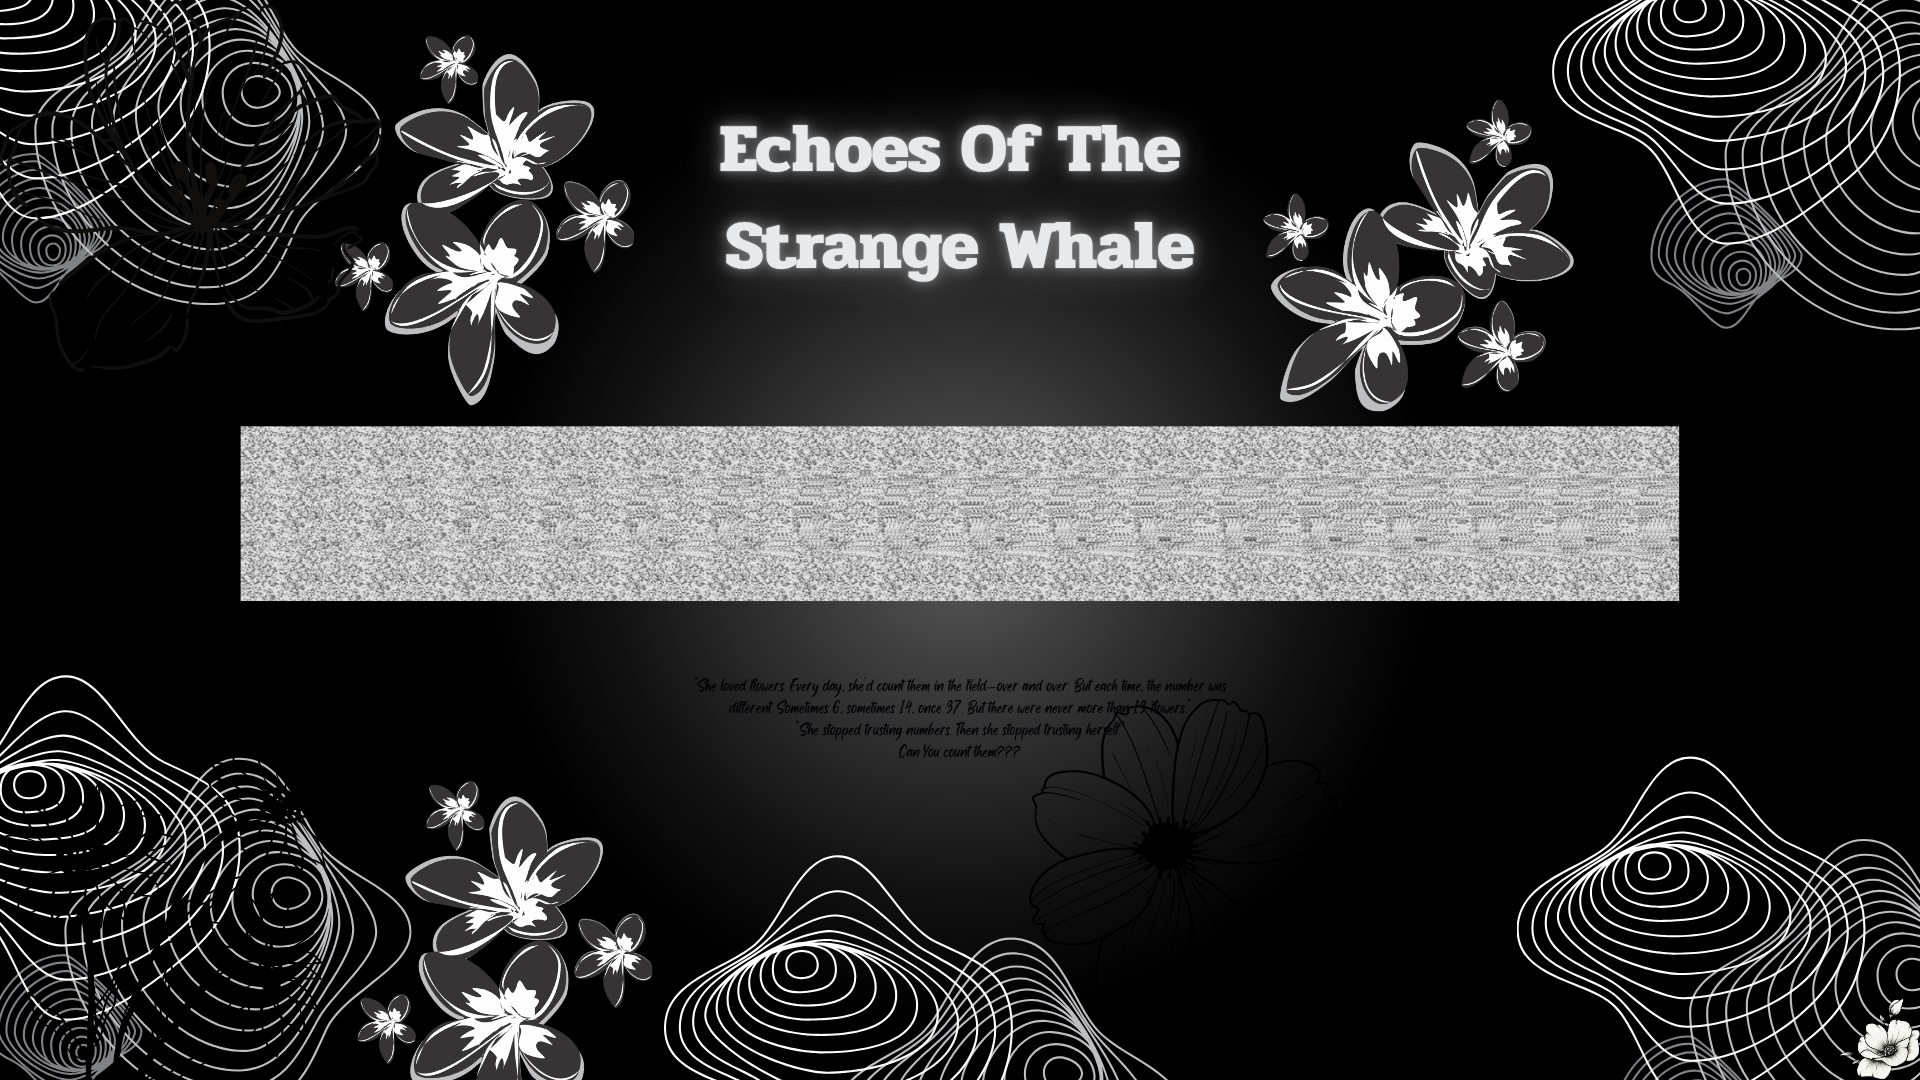 Echoes Of The
Strange Whale
"She loved flowers. Every day, she'd count them in the field—over and over. But each time, the number was
different. Sometimes 6, sometimes 14, once 37. But there were never more than 13 flowers."
"She stopped trusting numbers. Then she stopped trusting herself."
Can You count them???